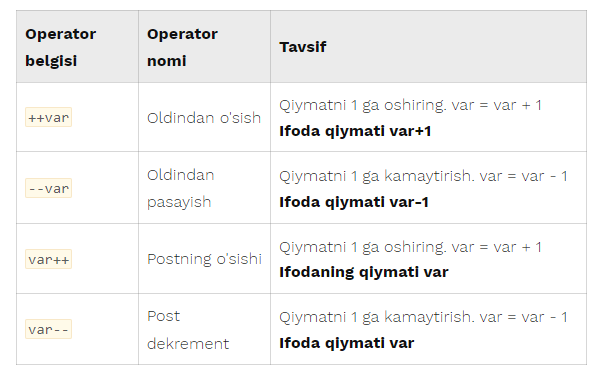 Operator belgisi
Operator nomi
Tavsif
++var
Oldindan o'sish
Qiymatni 1 ga oshiring. var = var + 1
Ifoda qiymati var+1
--var
Oldindan
pasayish
Qiymatni 1 ga kamaytirish. var = var - 1
Ifoda qiymati var-1
var++
Postning o'sishi
Qiymatni 1 ga oshiring. var = var + 1
Ifodaning qiymati var
var--
Post
dekrement
Qiymatni 1 ga kamaytirish. var = var - 1
Ifoda qiymati var